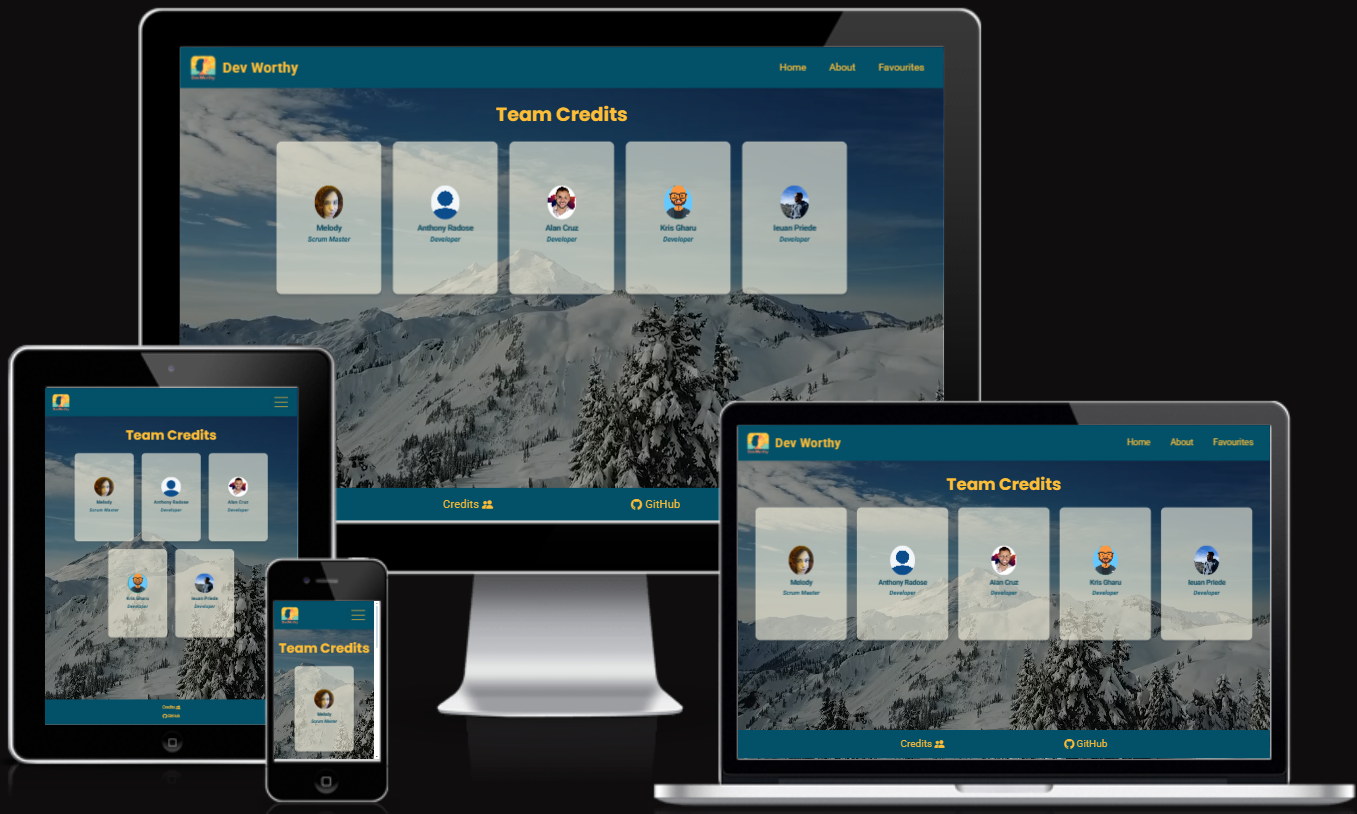 Dev Worthy
Home About Favourites
Team Credits
Melody
Scrum Master
Anthony Radose
Developer
Alan Cruz
Developer
Kris Gharu
Developer
Ieuan Priede
Developer
Credits
GitHub
Team Credits
Melody
Scrum Master
Anthony Radose
Developer
Alan Cruz
Developer
Kris Gharu
Developer
Ieuan Priede
Developer
Credits
GitHub
Team Credits
Melody
Scrum Master
Dev Worthy
Home About Favourites
Team Credits
Melody
Scrum Master
Anthony Radose
Developer
Alan Cruz
Developer
Kris Gharu
Developer
Ieuan Priede
Developer
Credits
GitHub